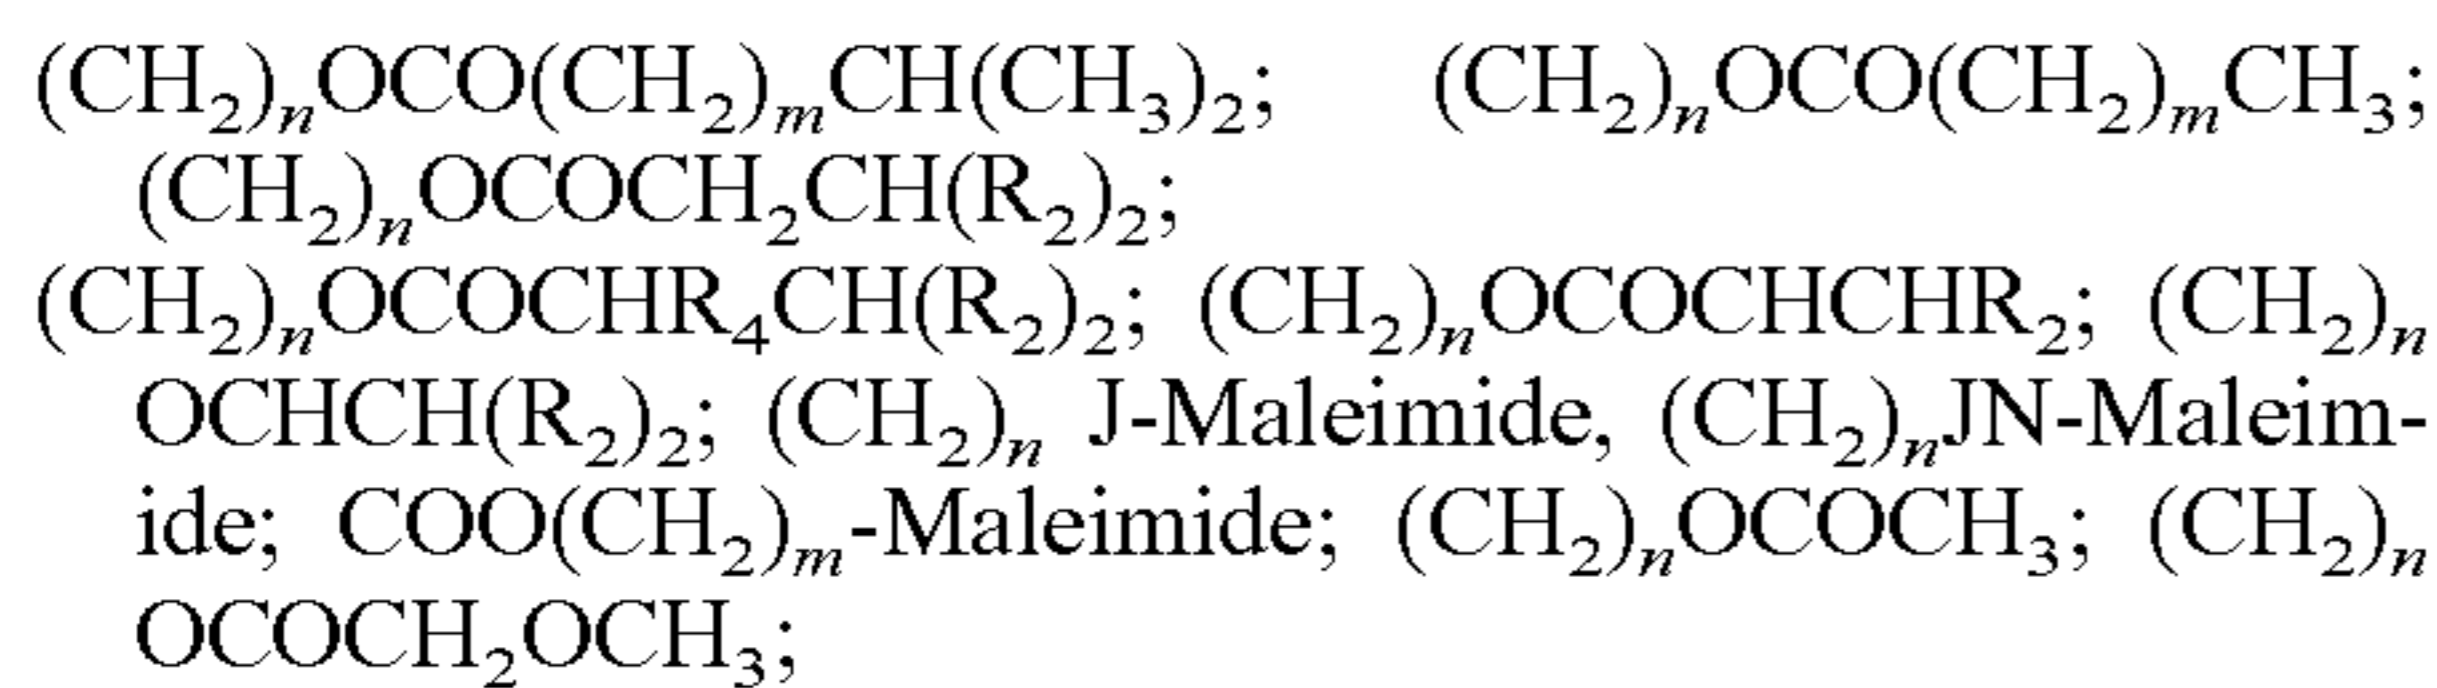 (CH₂)ₙOCO(CH₂)ₘCH(CH₃)₂; (CH₂)ₙOCO(CH₂)ₘCH₃;
(CH₂)ₙOCOCH₂CH(R₂)₂;
(CH₂)ₙOCOCHR₄CH(R₂)₂; (CH₂)ₙOCOCHCHR₂; (CH₂)ₙ
OCHCH(R₂)₂; (CH₂)ₙ J-Maleimide, (CH₂)ₙJN-Maleim-
ide; COO(CH₂)ₘ-Maleimide; (CH₂)ₙOCOCH₃; (CH₂)ₙ
OCOCH₂OCH₃;